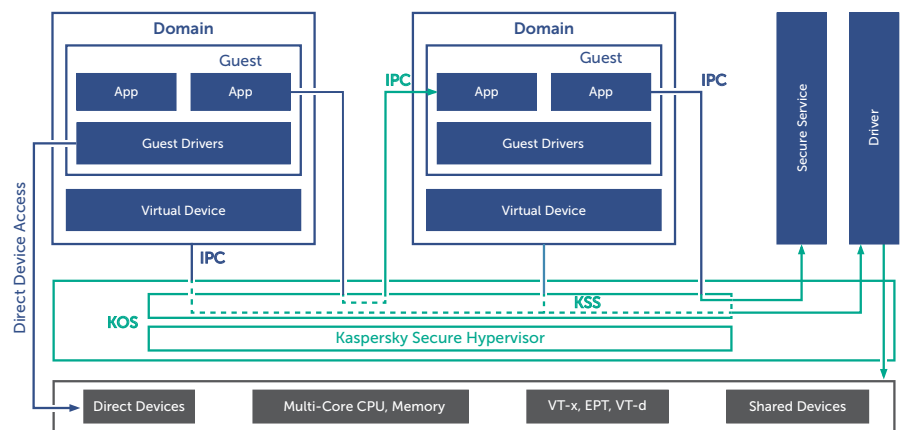 Domain
Guest
App
App
Guest Drivers
Virtual Device
IPC
Direct Device Access
Domain
Guest
IPC
App
App
IPC
Guest Drivers
Virtual Device
Secure Service
Driver
KSS
KOS
Kaspersky Secure Hypervisor
Direct Devices
Multi-Core CPU, Memory
VT-x, EPT, VT-d
Shared Devices